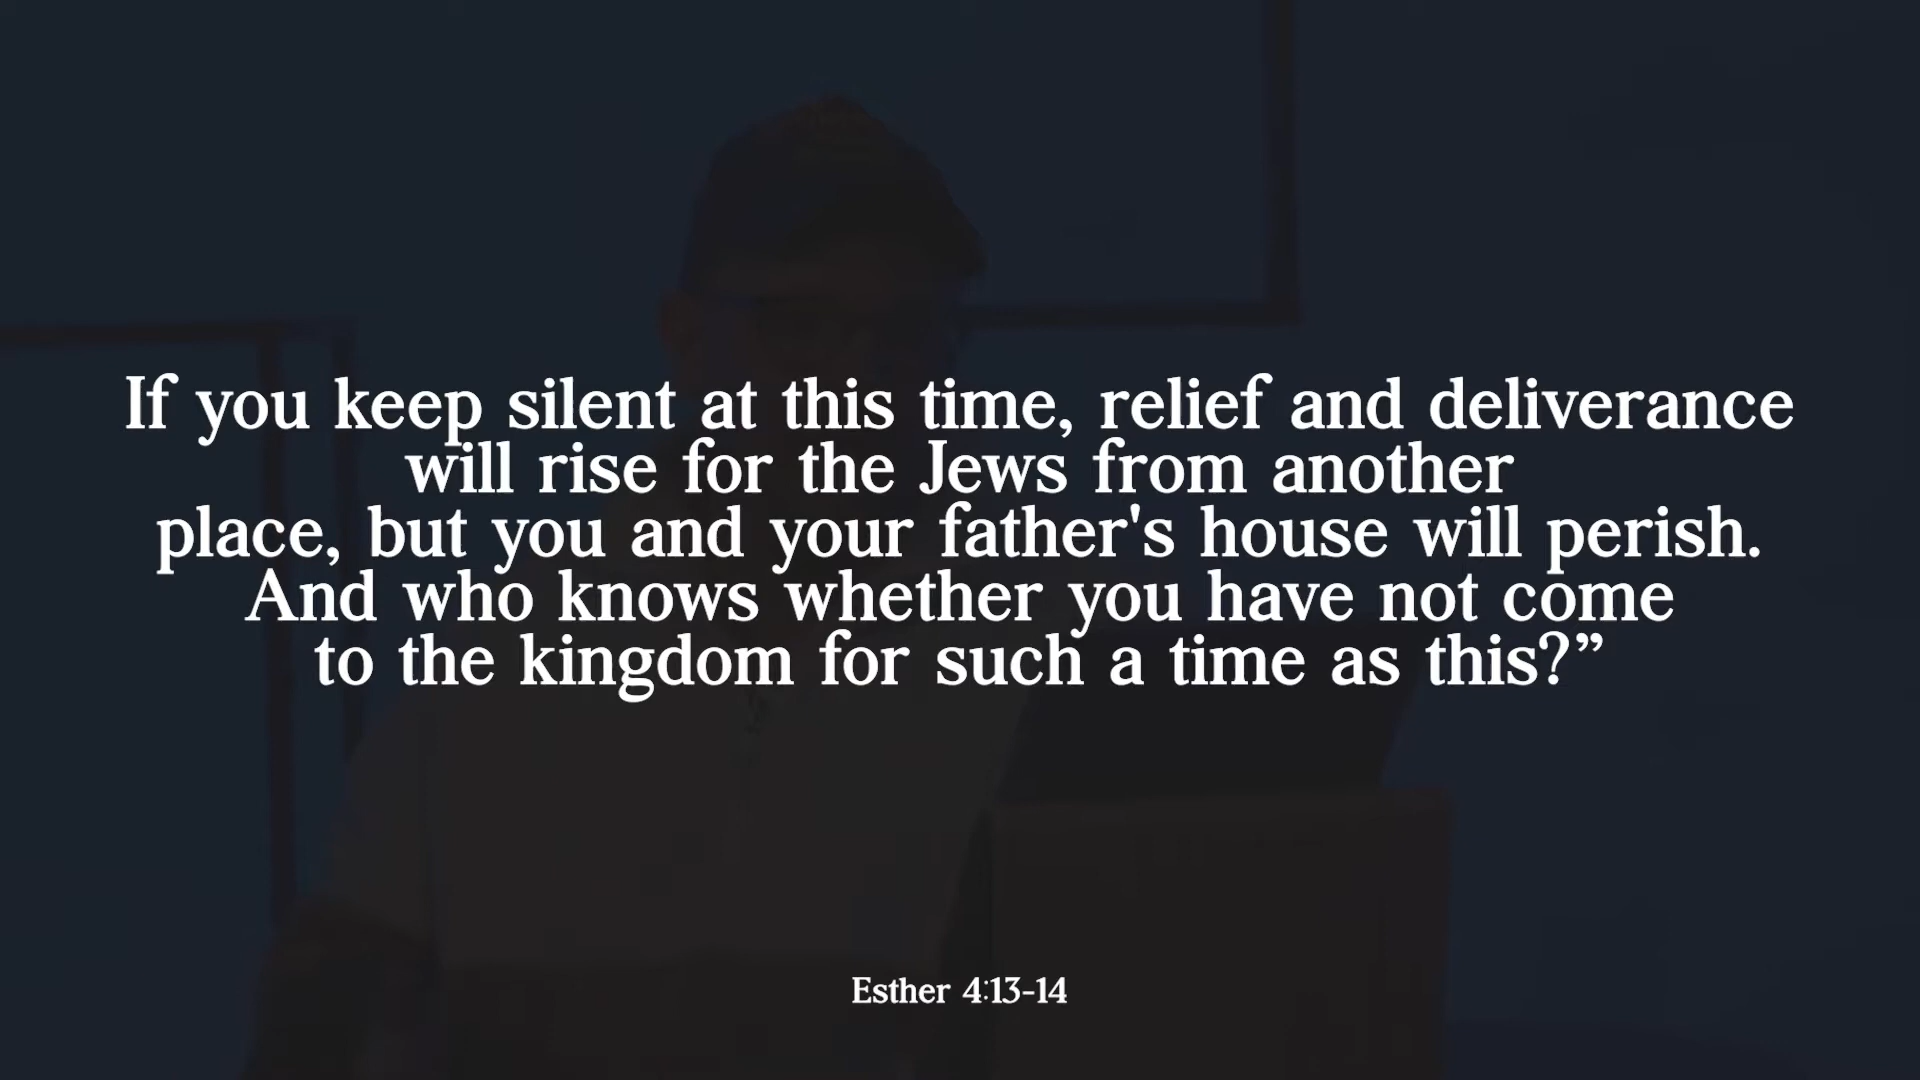 If you keep silent at this time, relief and deliverance
will rise for the Jews from another
place, but you and your father's house will perish.
And who knows whether you have not come
to the kingdom for such a time as this?”
Esther 4:13-14